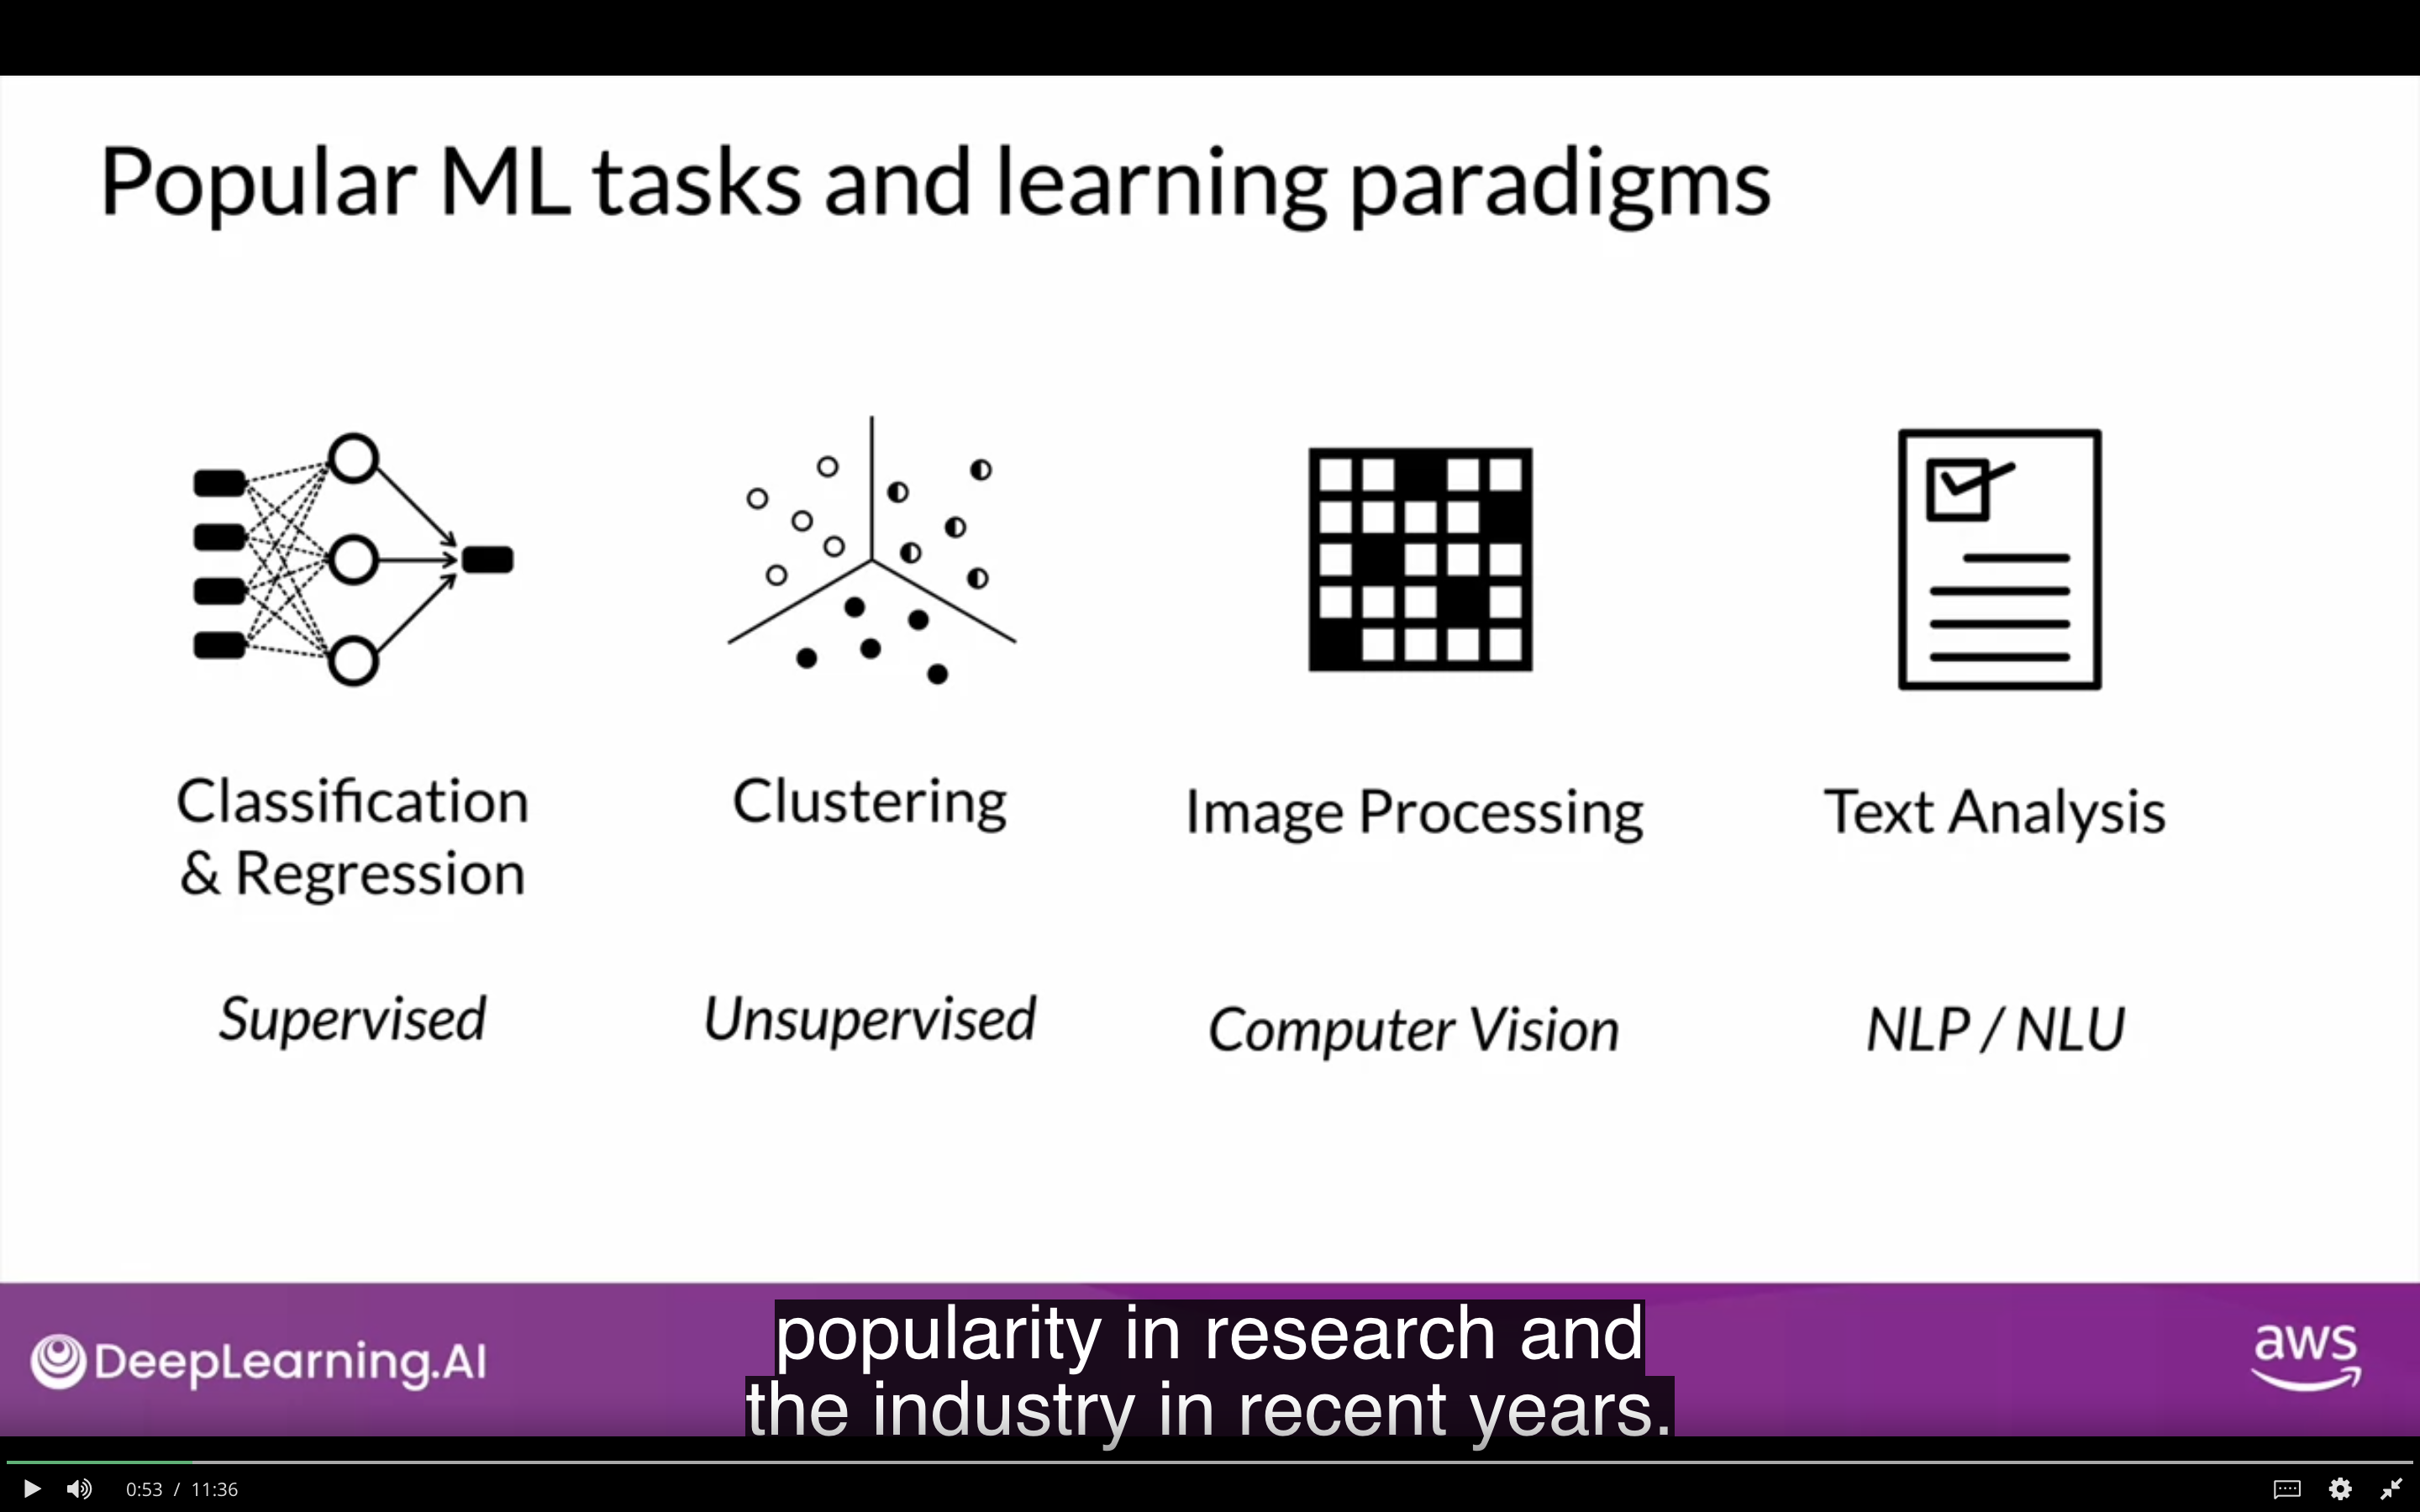 Popular ML tasks and learning paradigms
Classification
& Regression
Clustering
Image Processing
Text Analysis
Supervised
Unsupervised
Computer Vision
NLP / NLU
DeepLearning.AI
popularity in research and
the industry in recent years.
aws
0:53 / 11:36